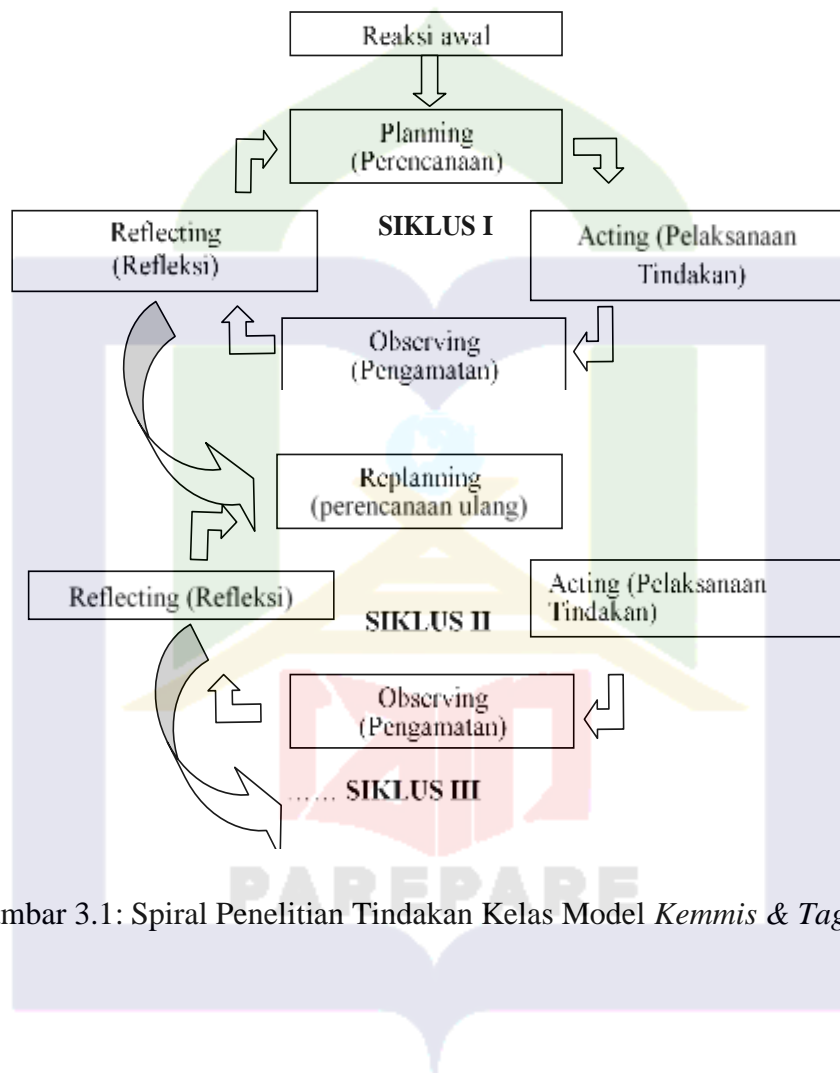 Reaksi awal
Planning
(Perencanaan)
SIKLUS I
Reflecting
(Refleksi)
Acting (Pelaksanaan
Tindakan)
Observing
(Pengamatan)
Replanning
(perencanaan ulang)
Reflecting (Refleksi)
Acting (Pelaksanaan
Tindakan)
SIKLUS II
Observing
(Pengamatan)
…… SIKLUS III
PAREPARE
mbar 3.1: Spiral Penelitian Tindakan Kelas Model Kemmis & Tag